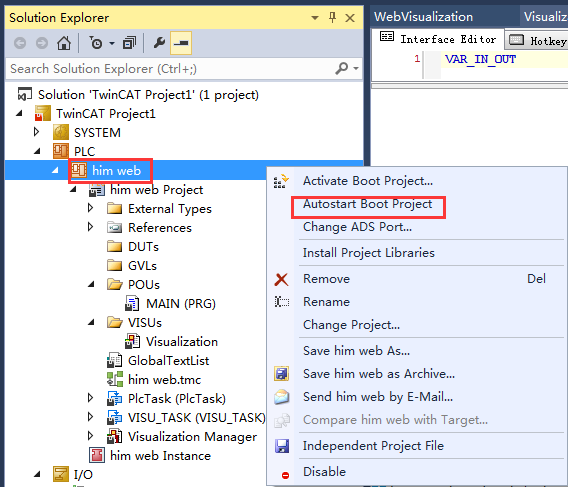 Solution Explorer
Search Solution Explorer (Ctrl+;)
Solution 'TwinCAT Project1' (1 project)
TwinCAT Project1
SYSTEM
PLC
him web
him web Project
External Types
References
DUTs
GVLs
POUs
MAIN (PRG)
VISUs
Visualization
GlobalTextList
him web.tmc
PlcTask (PlcTask)
VISU_TASK (VISU_TASK)
Visualization Manager
him web Instance
I/O
WebVisualization
Visualiz
Interface Editor
Hotkey
1
VAR_IN_OUT
Activate Boot Project...
Autostart Boot Project
Change ADS Port...
Install Project Libraries
Remove Del
Rename
Change Project...
Save him web As...
Save him web as Archive...
Send him web by E-Mail...
Compare him web with Target...
Independent Project File
Disable